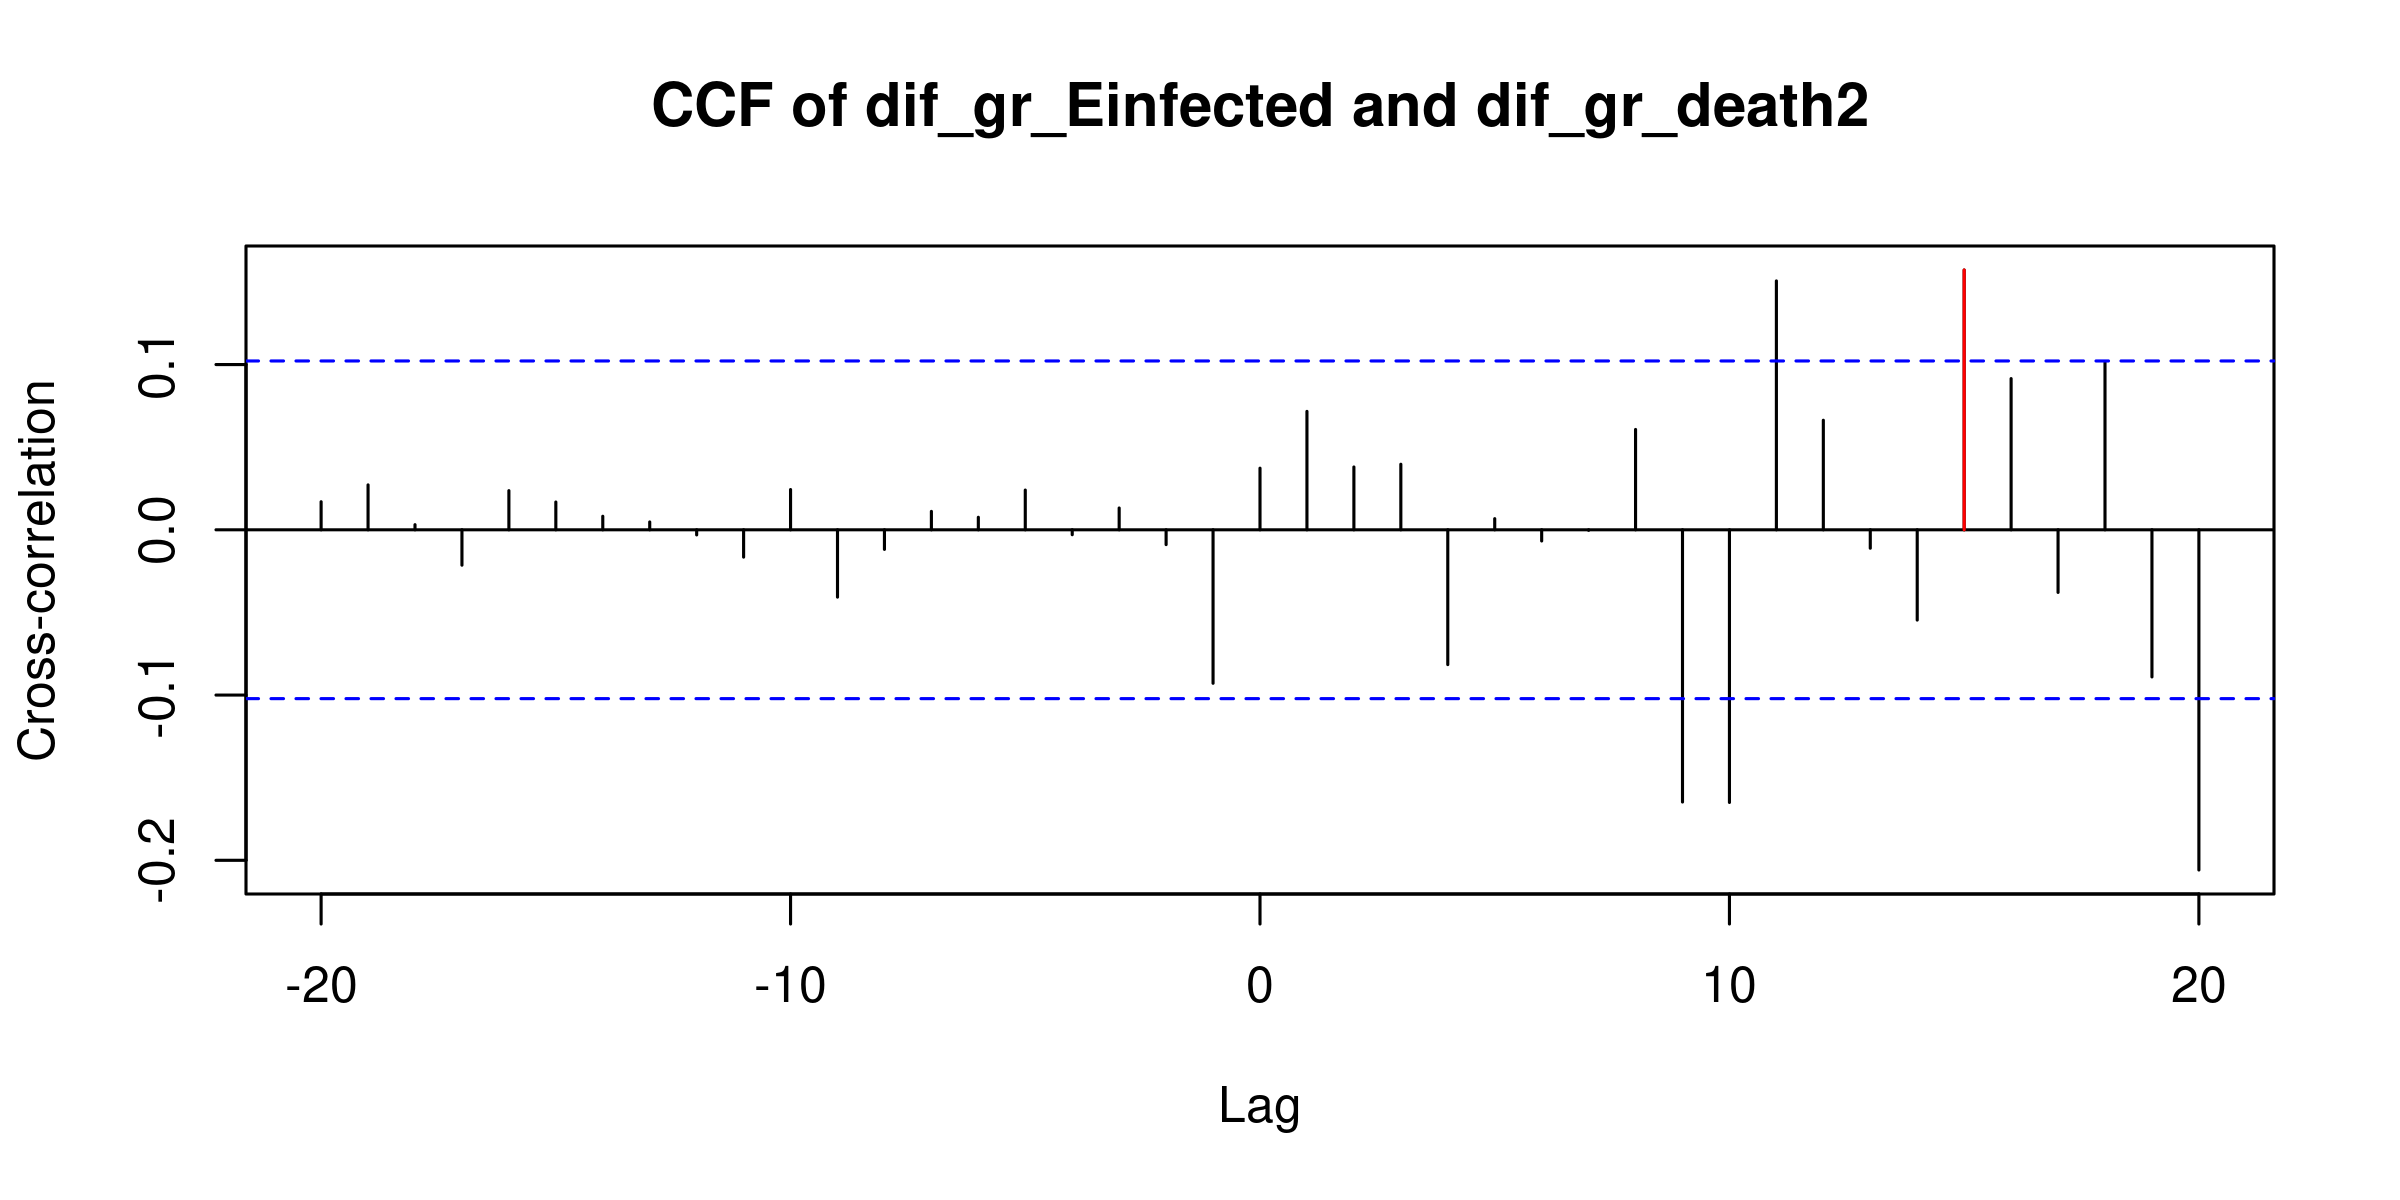 CCF of dif_gr_Einfected and dif_gr_death2
Cross-correlation
0.1
0.0
-0.1
-0.2
-20 -10 0 10 20
Lag